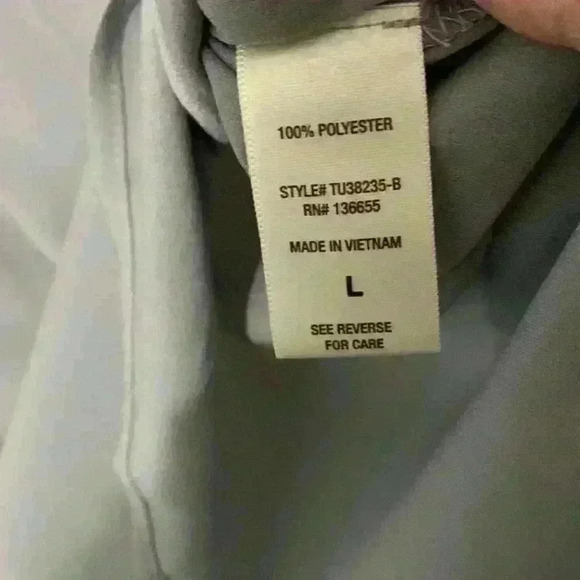 100% POLYESTER
STYLE# TU38235-B
RN# 136655
MADE IN VIETNAM
L
SEE REVERSE
FOR CARE